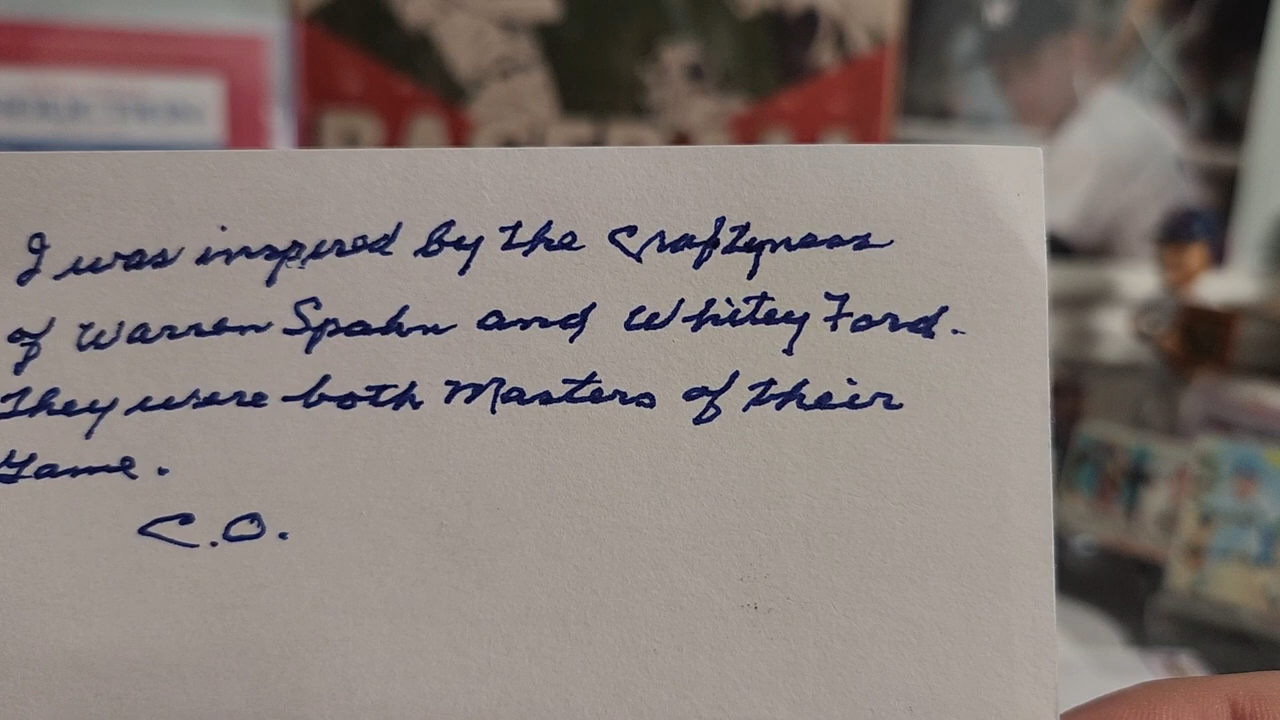 I was inspired by the Craftyness
of Warren Spahn and Whitey Ford.
They were both Masters of their
Game.
C.O.